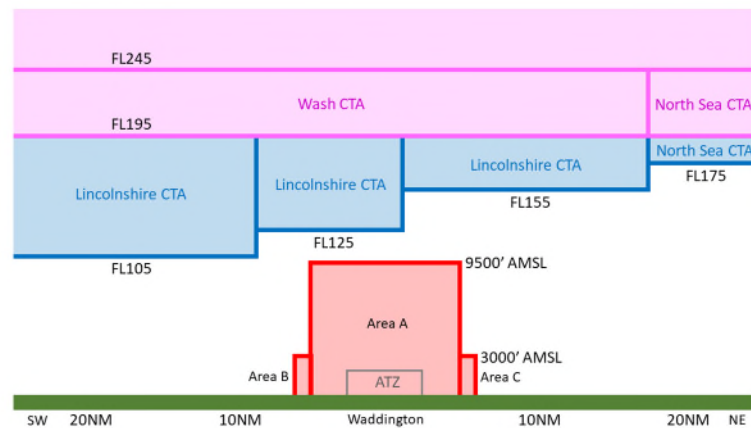 FL245
Wash CTA
North Sea CTA
FL195
North Sea CTA
Lincolnshire CTA
Lincolnshire CTA
Lincolnshire CTA
FL175
FL155
FL125
FL105
9500' AMSL
Area A
3000' AMSL
Area B
ATZ
Area C
SW 20NM 10NM Waddington 10NM 20NM NE